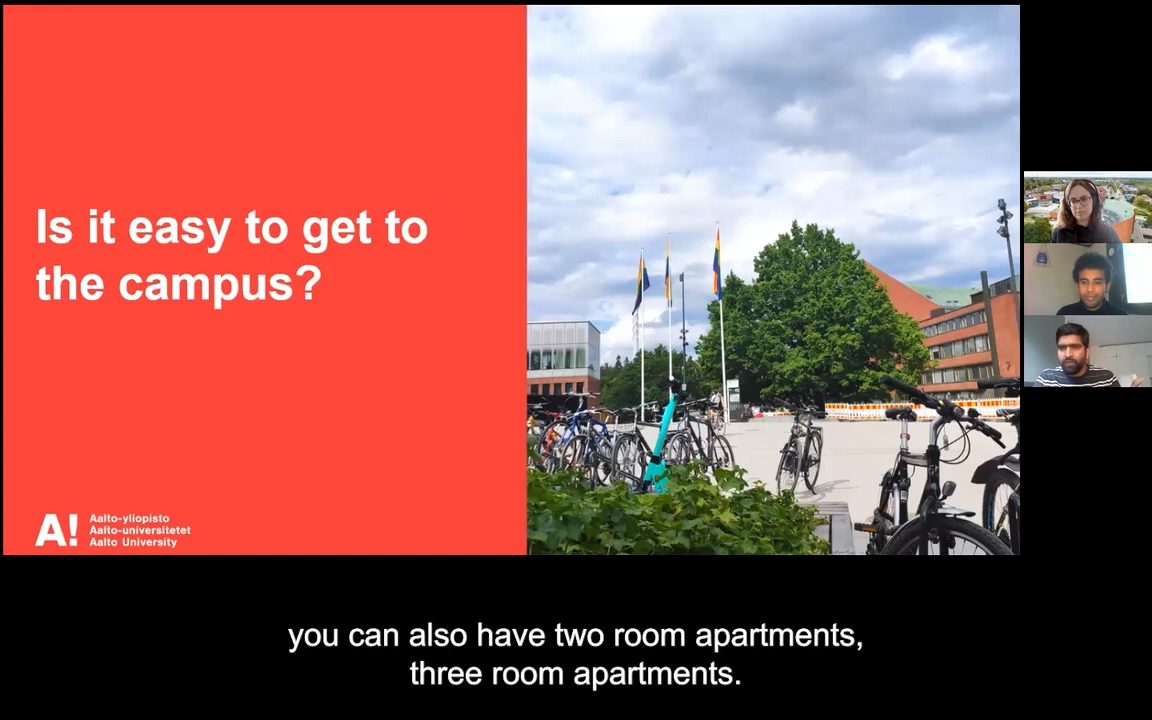 Is it easy to get to
the campus?
A! Aalto-yliopisto
Aalto-universitetet
Aalto University
you can also have two room apartments,
three room apartments.